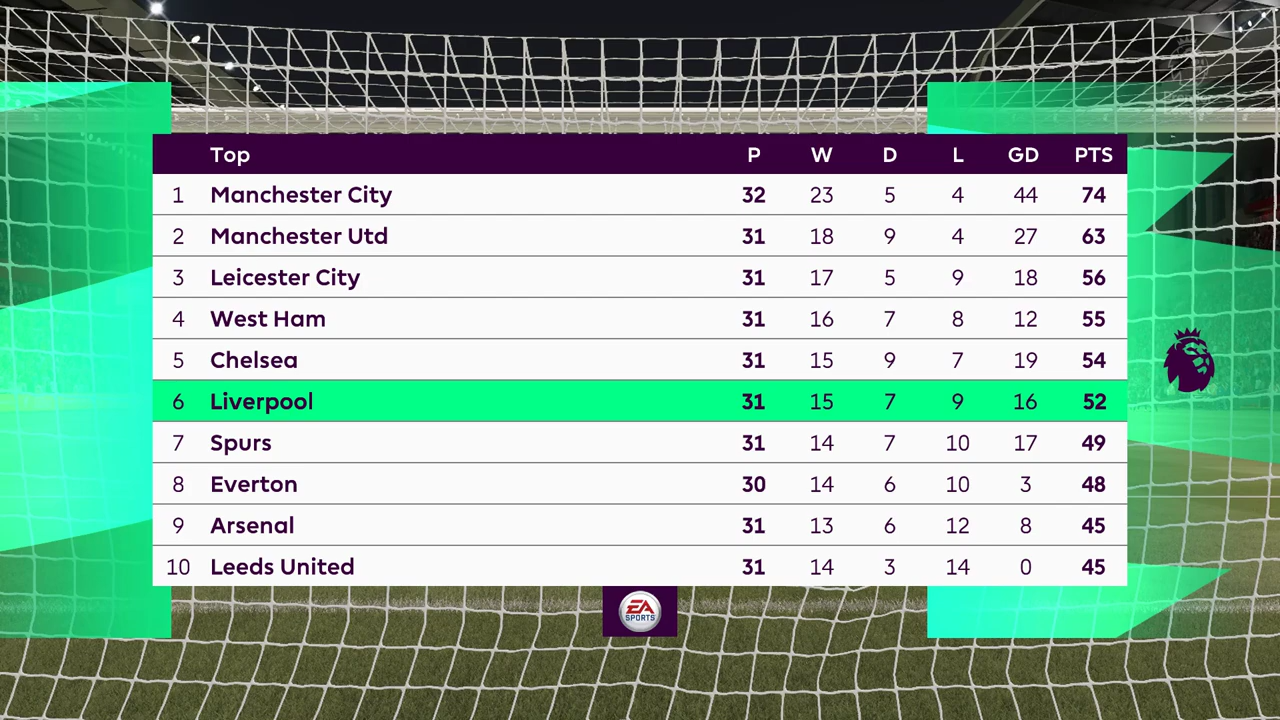 Top P W D L GD PTS
1 Manchester City 32 23 5 4 44 74
2 Manchester Utd 31 18 9 4 27 63
3 Leicester City 31 17 5 9 18 56
4 West Ham 31 16 7 8 12 55
5 Chelsea 31 15 9 7 19 54
6 Liverpool 31 15 7 9 16 52
7 Spurs 31 14 7 10 17 49
8 Everton 30 14 6 10 3 48
9 Arsenal 31 13 6 12 8 45
10 Leeds United 31 14 3 14 0 45
EA
SPORTS